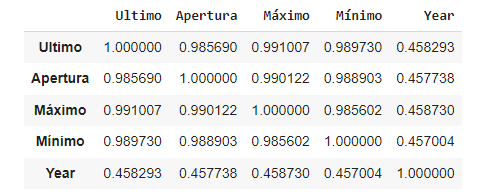 Ultimo Apertura Máximo Mínimo Year
Ultimo 1.000000 0.985690 0.991007 0.989730 0.458293
Apertura 0.985690 1.000000 0.990122 0.988903 0.457738
Máximo 0.991007 0.990122 1.000000 0.985602 0.458730
Mínimo 0.989730 0.988903 0.985602 1.000000 0.457004
Year 0.458293 0.457738 0.458730 0.457004 1.000000